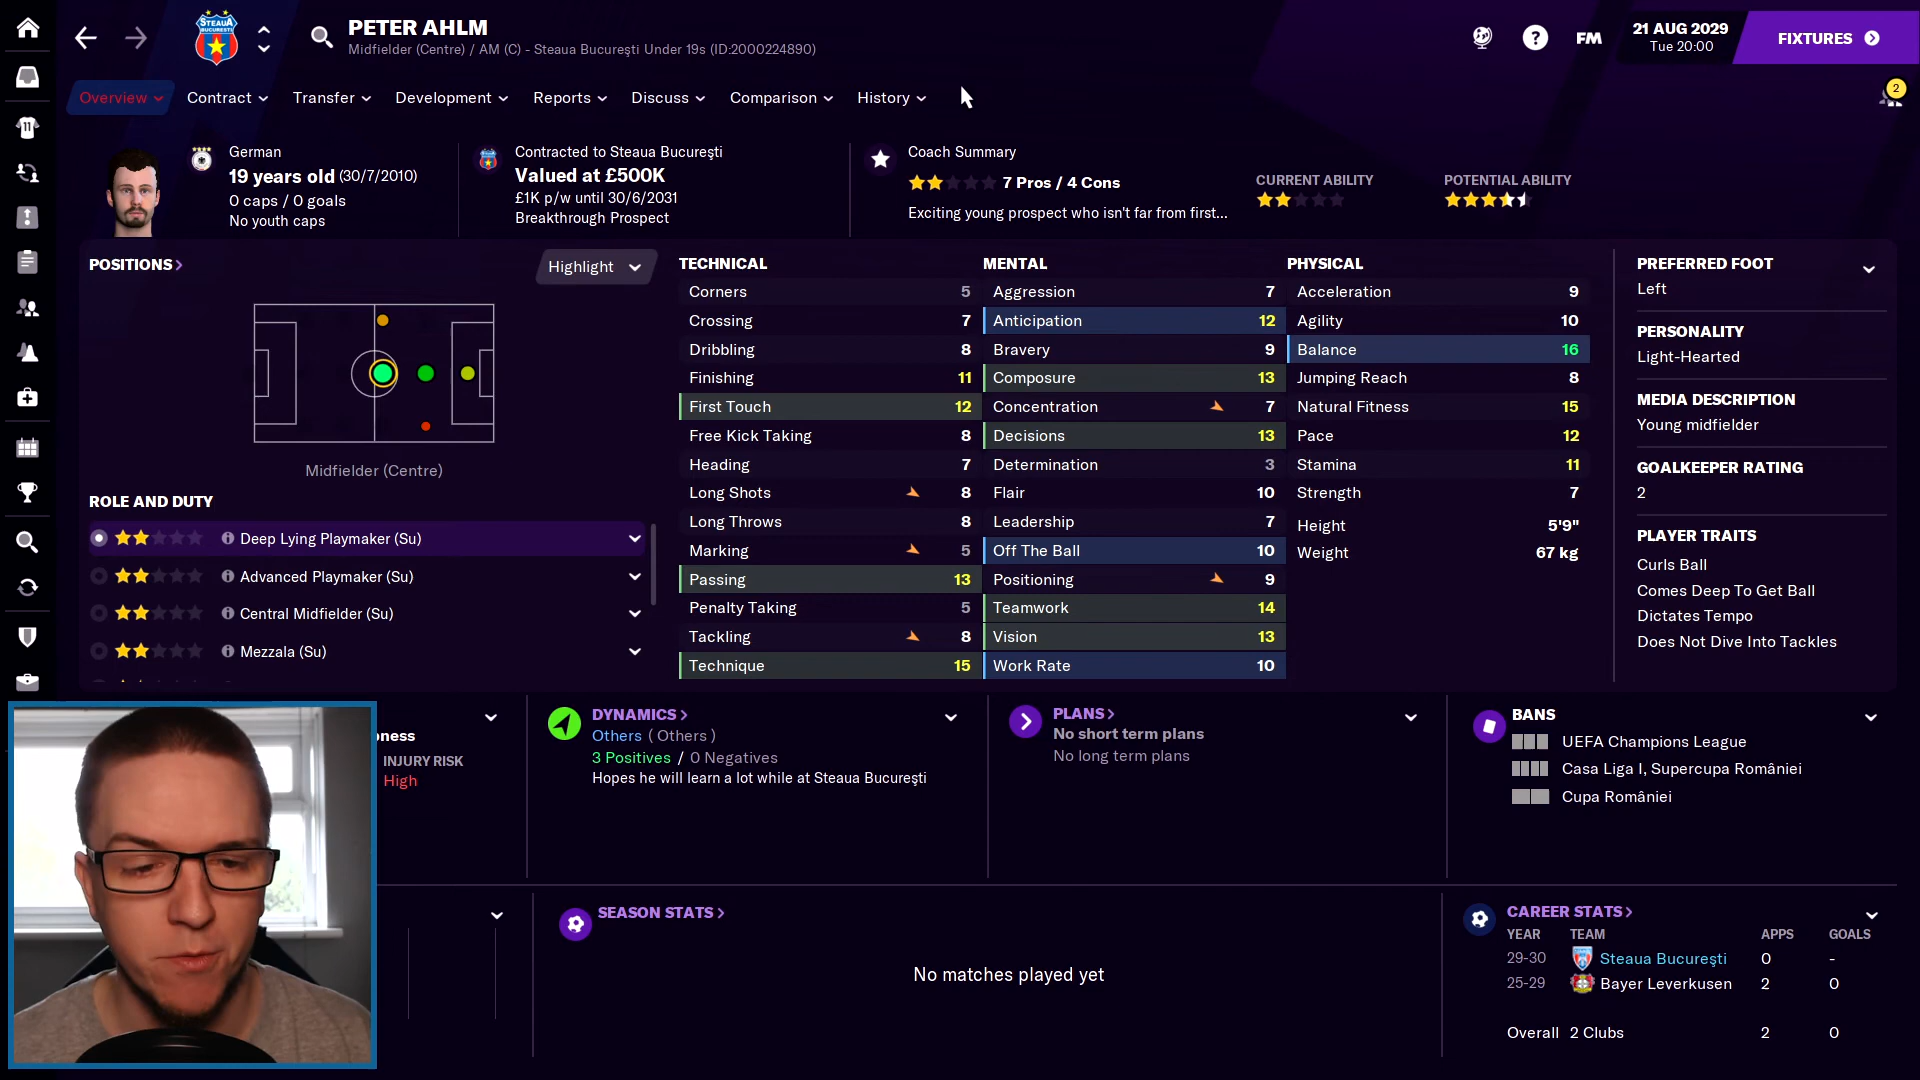 PETER AHLM
Midfielder (Centre) / AM (C) - Steaua Bucureşti Under 19s (ID:2000224890)
STEAUA
BUCUREŞTI
? FM
21 AUG 2029
Tue 20:00
FIXTURES
Overview Contract Transfer Development Reports Discuss Comparison History
2
11
German
19 years old (30/7/2010)
0 caps / 0 goals
No youth caps
Contracted to Steaua Bucureşti
Valued at £500K
£1K p/w until 30/6/2031
Breakthrough Prospect
Coach Summary
7 Pros / 4 Cons
Exciting young prospect who isn't far from first...
CURRENT ABILITY
POTENTIAL ABILITY
POSITIONS
Highlight
Midfielder (Centre)
ROLE AND DUTY
Deep Lying Playmaker (Su)
Advanced Playmaker (Su)
Central Midfielder (Su)
Mezzala (Su)
TECHNICAL
Corners 5
Crossing 7
Dribbling 8
Finishing 11
First Touch 12
Free Kick Taking 8
Heading 7
Long Shots 8
Long Throws 8
Marking 5
Passing 13
Penalty Taking 5
Tackling 8
Technique 15
MENTAL
Aggression 7
Anticipation 12
Bravery 9
Composure 13
Concentration 7
Decisions 13
Determination 3
Flair 10
Leadership 7
Off The Ball 10
Positioning 9
Teamwork 14
Vision 13
Work Rate 10
PHYSICAL
Acceleration 9
Agility 10
Balance 16
Jumping Reach 8
Natural Fitness 15
Pace 12
Stamina 11
Strength 7
Height 5'9"
Weight 67 kg
PREFERRED FOOT
Left
PERSONALITY
Light-Hearted
MEDIA DESCRIPTION
Young midfielder
GOALKEEPER RATING
2
PLAYER TRAITS
Curls Ball
Comes Deep To Get Ball
Dictates Tempo
Does Not Dive Into Tackles
ness
INJURY RISK
High
DYNAMICS
Others ( Others )
3 Positives / 0 Negatives
Hopes he will learn a lot while at Steaua Bucureşti
PLANS
No short term plans
No long term plans
BANS
UEFA Champions League
Casa Liga I, Supercupa României
Cupa României
SEASON STATS
No matches played yet
CAREER STATS
YEAR TEAM APPS GOALS
29-30 Steaua Bucureşti 0 -
25-29 Bayer Leverkusen 2 0
Overall 2 Clubs 2 0